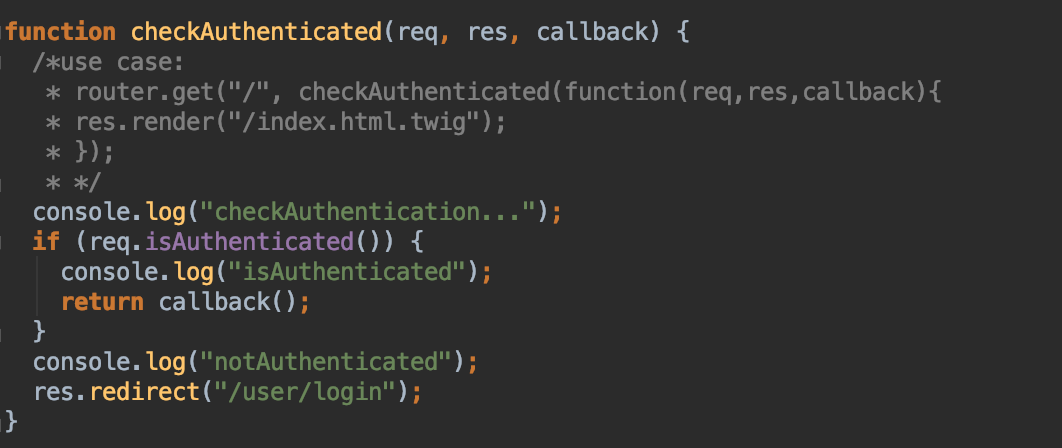 function checkAuthenticated(req, res, callback) {
  /*use case:
   * router.get("/", checkAuthenticated(function(req,res,callback){
   * res.render("/index.html.twig");
   * });
   * */
  console.log("checkAuthentication...");
  if (req.isAuthenticated()) {
    console.log("isAuthenticated");
    return callback();
  }
  console.log("notAuthenticated");
  res.redirect("/user/login");
}